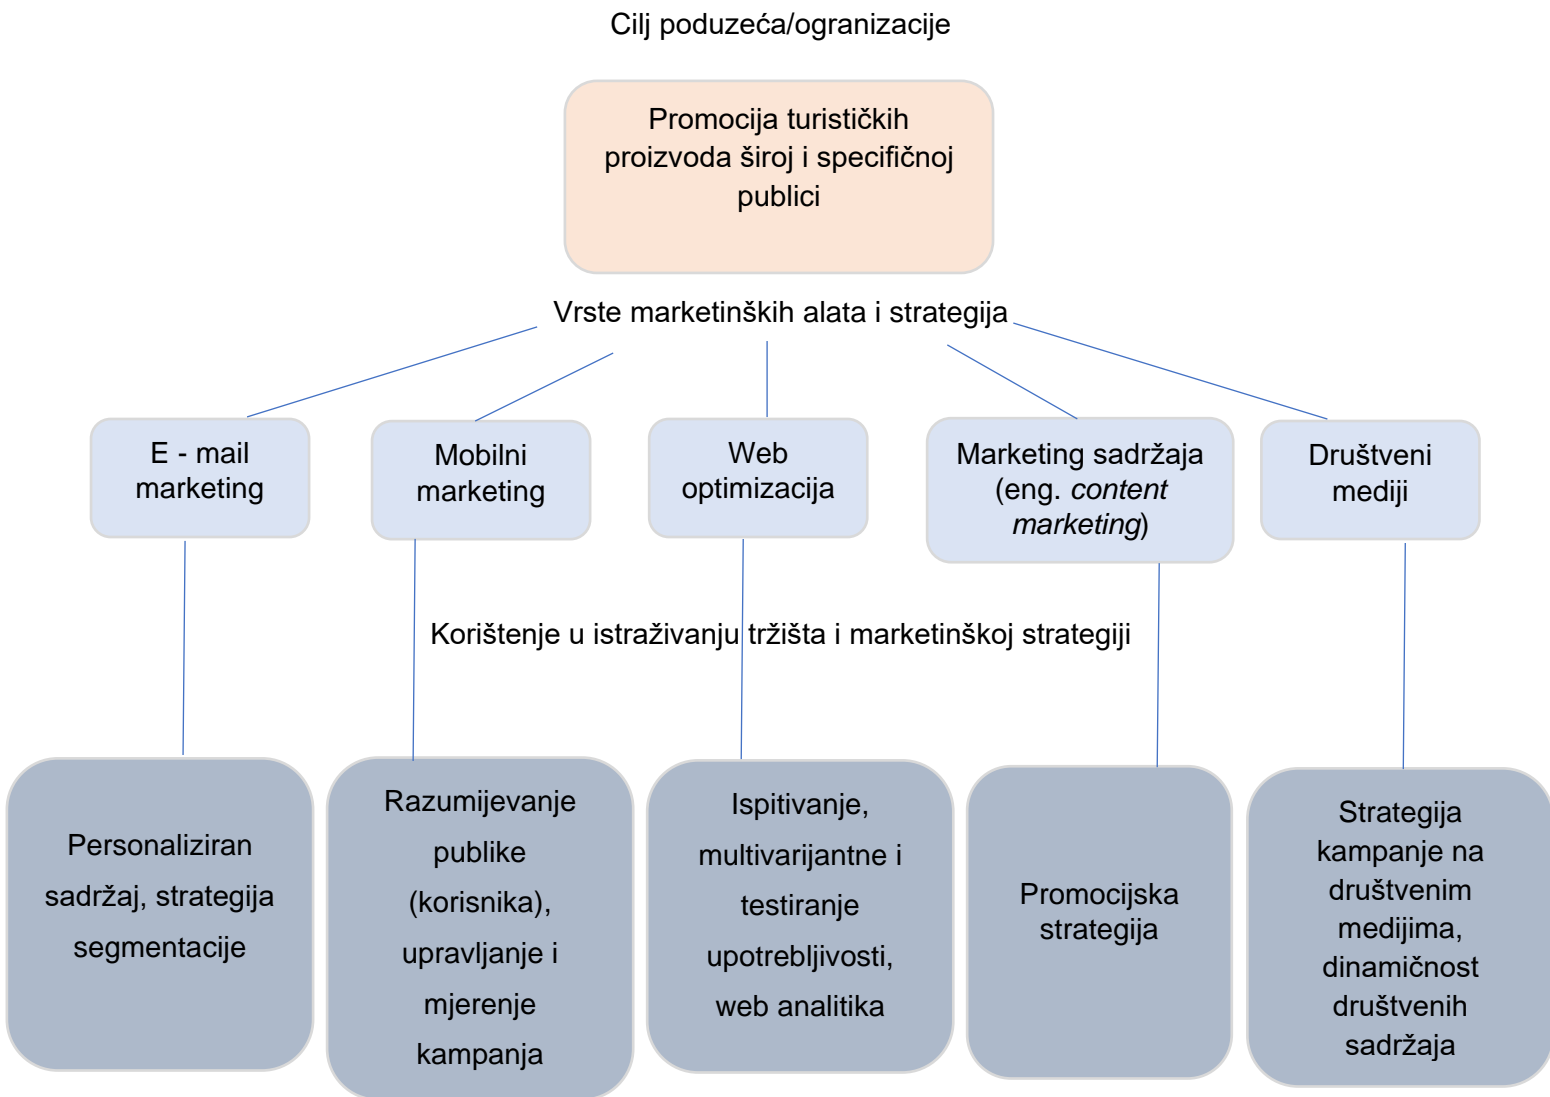 Cilj poduzeća/ogranizacije
Promocija turističkih
proizvoda široj i specifičnoj
publici
Vrste marketinških alata i strategija
E - mail
marketing
Mobilni
marketing
Web
optimizacija
Marketing sadržaja
(eng. content
marketing)
Društveni
mediji
Korištenje u istraživanju tržišta i marketinškoj strategiji
Personaliziran
sadržaj, strategija
segmentacije
Razumijevanje
publike
(korisnika),
upravljanje i
mjerenje
kampanja
Ispitivanje,
multivarijantne i
testiranje
upotrebljivosti,
web analitika
Promocijska
strategija
Strategija
kampanje na
društvenim
medijima,
dinamičnost
društvenih
sadržaja